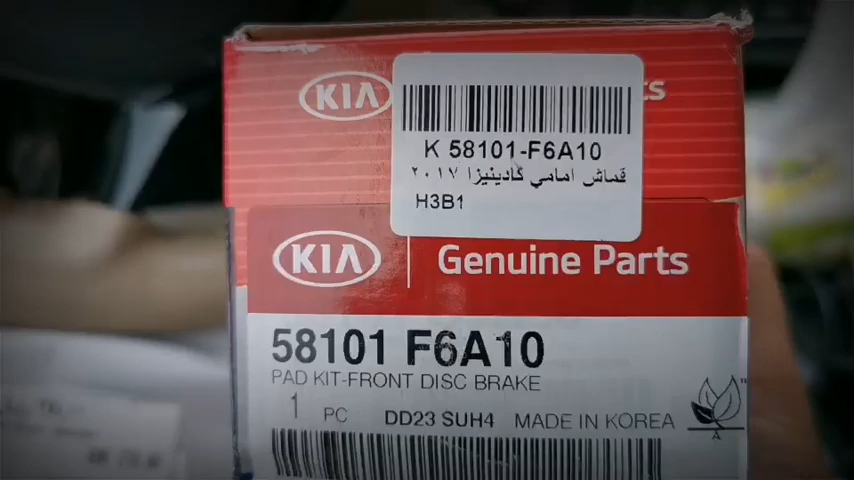 KIA
K 58101-F6A10
قماش امامي كادينيزا ٢٠١٧
H3B1
KIA Genuine Parts
58101 F6A10
PAD KIT-FRONT DISC BRAKE
1 PC DD23 SUH4 MADE IN KOREA
A